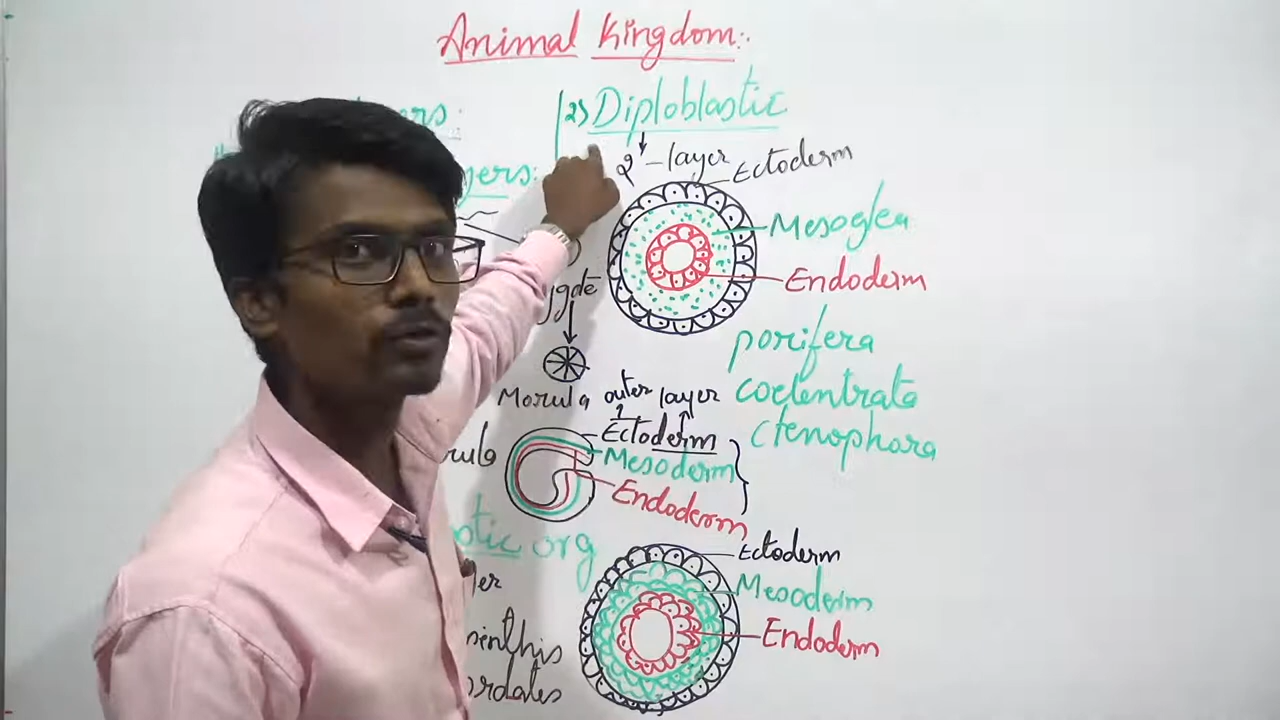 Animal Kingdom:
2) Diploblastic
2 - layer
Ectoderm
Mesoglea
Endoderm
porifera
coelentrata
ctenophora
Morula
outer layer
Ectoderm
Mesoderm
Endoderm
org
Ectoderm
Mesoderm
Endoderm